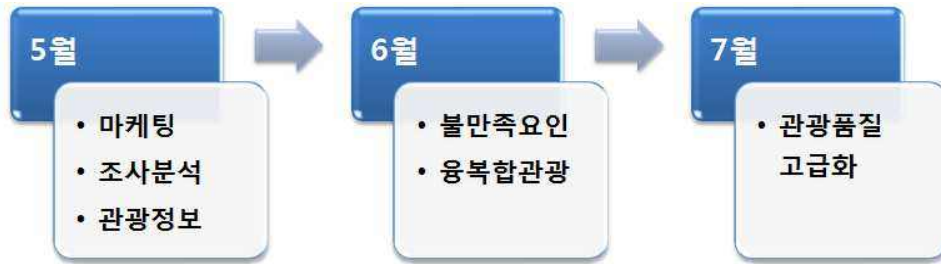 5월
• 마케팅
• 조사분석
• 관광정보
6월
• 불만족요인
• 융복합관광
7월
• 관광품질
고급화